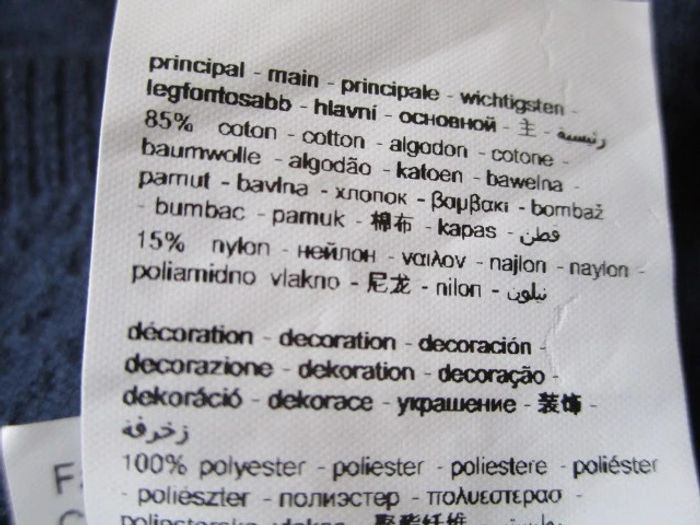 principal - main - principale - wichtigsten -
legfontosabb - hlavní - основной - 主 - رئيسية
85% coton - cotton - algodon - cotone -
baumwolle - algodão - katoen - bawełna -
pamut - bavlna - хлопок - βαμβακι - bombaž
- bumbac - pamuk - 棉布 - kapas - قطن
15% nylon - нейлон - ναιλον - najlon - naylon -
poliamidno vlakno - 尼龙 - nilon - نيلون
décoration - decoration - decoración -
decorazione - dekoration - decoração -
dekoráció - dekorace - украшение - 装饰 -
زخرفة
100% polyester - poliester - poliestere - poliéster
- poliészter - полиэстер - πολυεστερασ
F